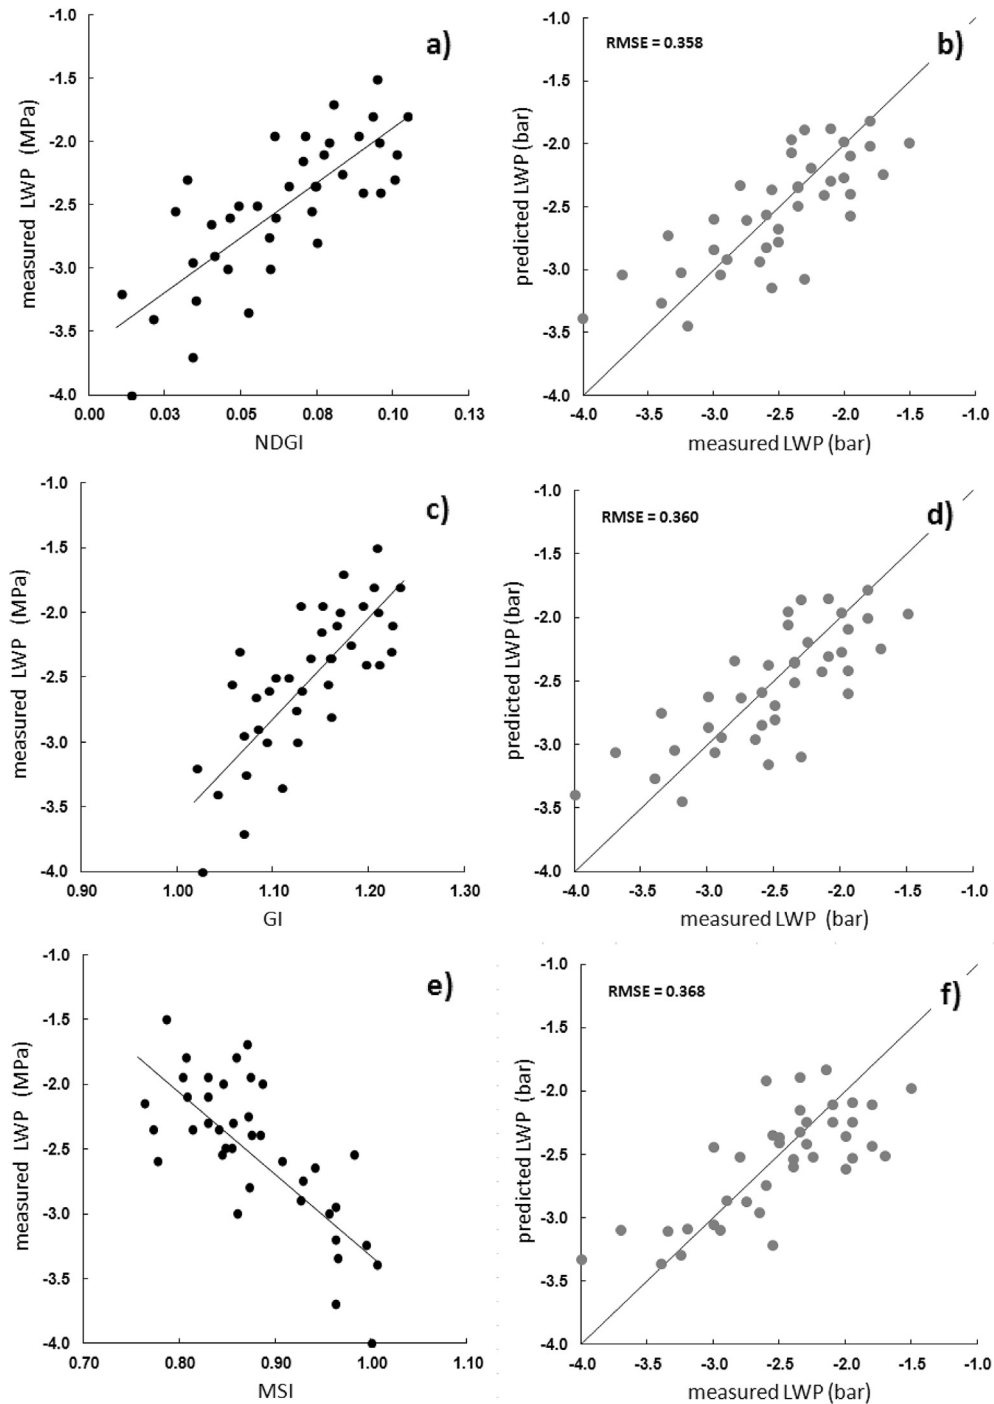 a)
measured LWP (MPa)
-1.0
-1.5
-2.0
-2.5
-3.0
-3.5
-4.0
0.00 0.03 0.05 0.08 0.10 0.13
NDGI
b)
RMSE = 0.358
predicted LWP (bar)
-1.0
-1.5
-2.0
-2.5
-3.0
-3.5
-4.0
-4.0 -3.5 -3.0 -2.5 -2.0 -1.5 -1.0
measured LWP (bar)
c)
measured LWP (MPa)
-1.0
-1.5
-2.0
-2.5
-3.0
-3.5
-4.0
0.90 1.00 1.10 1.20 1.30
GI
d)
RMSE = 0.360
predicted LWP (bar)
-1.0
-1.5
-2.0
-2.5
-3.0
-3.5
-4.0
-4.0 -3.5 -3.0 -2.5 -2.0 -1.5 -1.0
measured LWP (bar)
e)
measured LWP (MPa)
-1.0
-1.5
-2.0
-2.5
-3.0
-3.5
-4.0
0.70 0.80 0.90 1.00 1.10
MSI
f)
RMSE = 0.368
predicted LWP (bar)
-1.0
-1.5
-2.0
-2.5
-3.0
-3.5
-4.0
-4.0 -3.5 -3.0 -2.5 -2.0 -1.5 -1.0
measured LWP (bar)